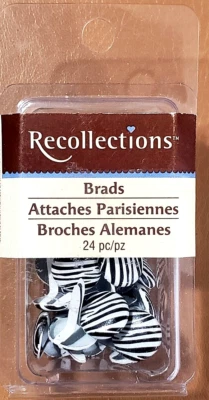 Recollections™
Brads
Attaches Parisiennes
Broches Alemanes
24 pc/pz